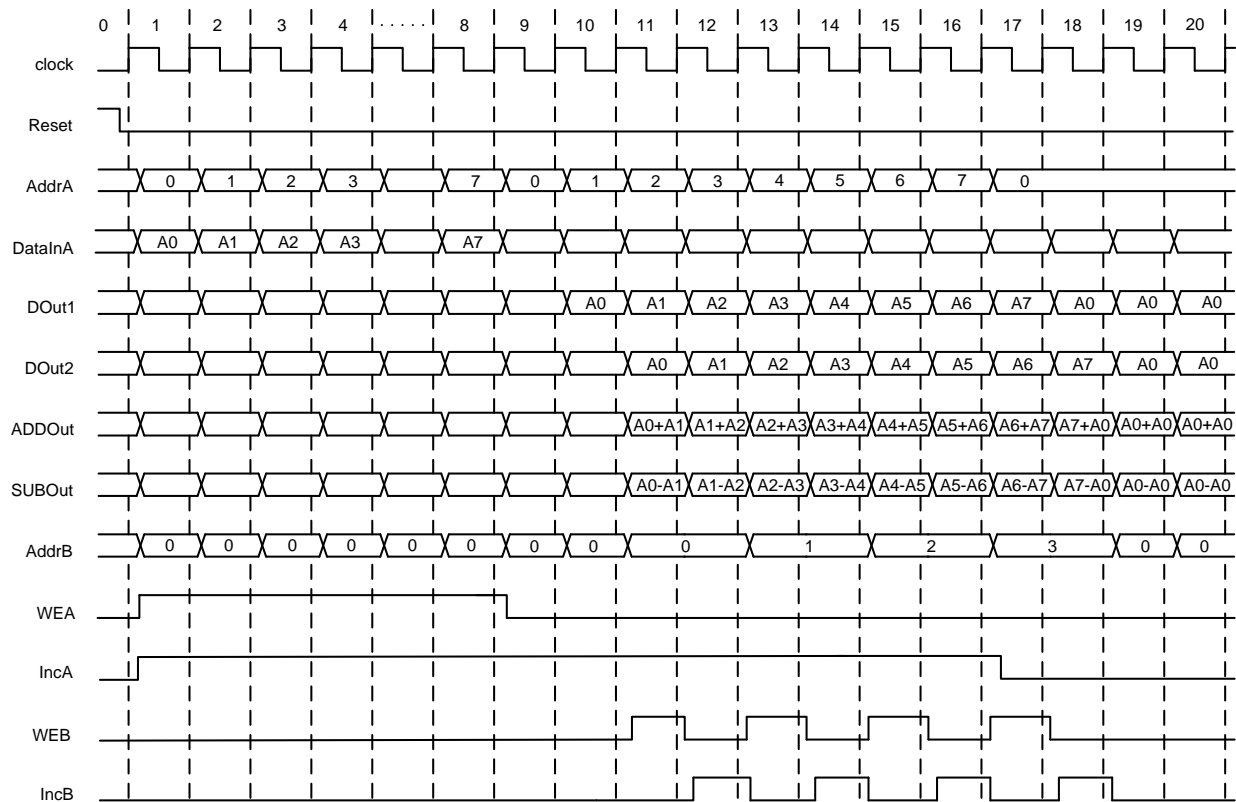 0 1 2 3 4 ..... 8 9 10 11 12 13 14 15 16 17 18 19 20
clock
Reset
AddrA 0 1 2 3 7 0 1 2 3 4 5 6 7 0
DataInA A0 A1 A2 A3 A7
DOut1 A0 A1 A2 A3 A4 A5 A6 A7 A0 A0 A0
DOut2 A0 A1 A2 A3 A4 A5 A6 A7 A0 A0
ADDOut A0+A1 A1+A2 A2+A3 A3+A4 A4+A5 A5+A6 A6+A7 A7+A0 A0+A0 A0+A0
SUBOut A0-A1 A1-A2 A2-A3 A3-A4 A4-A5 A5-A6 A6-A7 A7-A0 A0-A0 A0-A0
AddrB 0 0 0 0 0 0 0 0 0 1 2 3 0 0
WEA
IncA
WEB
IncB